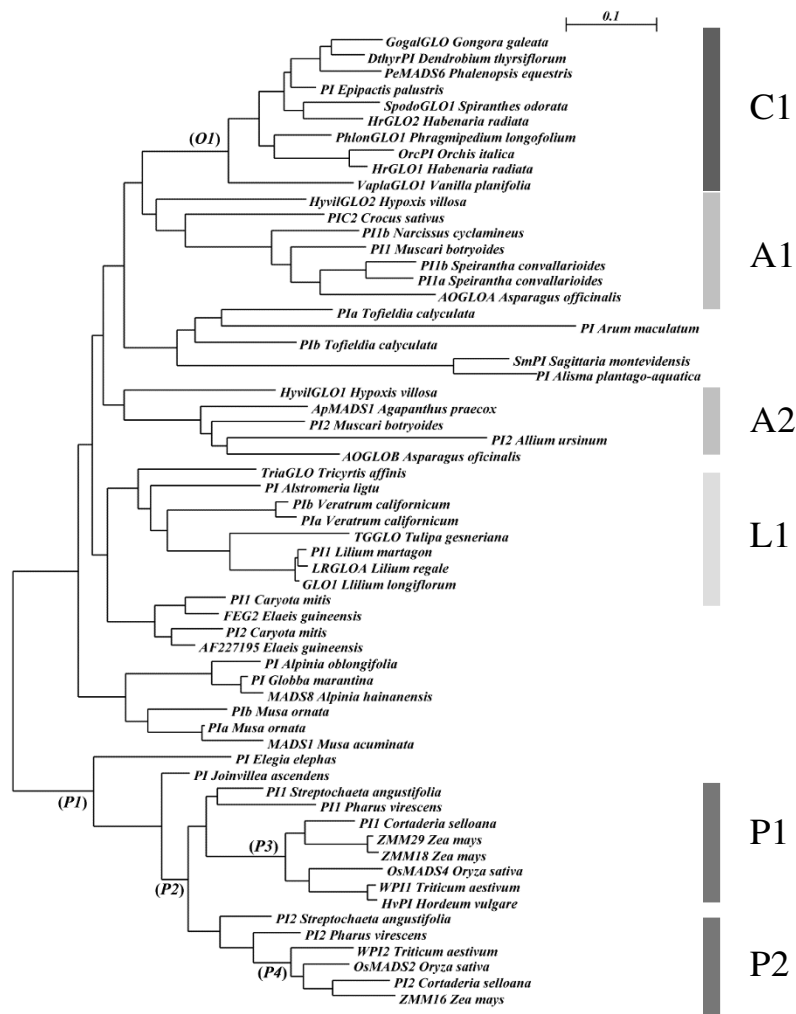 0.1
GogalGLO Gongora galeata
DthyrPI Dendrobium thyrsiflorum
PeMADS6 Phalenopsis equestris
PI Epipactis palustris
SpodoGLO1 Spiranthes odorata
HrGLO2 Habenaria radiata
(O1)
PhlonGLO1 Phragmipedium longofolium
OrcPI Orchis italica
HrGLO1 Habenaria radiata
VaplaGLO1 Vanilla planifolia
C1
HyvilGLO2 Hypoxis villosa
PIC2 Crocus sativus
PI1b Narcissus cyclamineus
PI1 Muscari botryoides
PI1b Speirantha convallarioides
PI1a Speirantha convallarioides
AOGLOA Asparagus officinalis
A1
PIa Tofieldia calyculata
PI Arum maculatum
PIb Tofieldia calyculata
SmPI Sagittaria montevidensis
PI Alisma plantago-aquatica
HyvilGLO1 Hypoxis villosa
ApMADS1 Agapanthus praecox
PI2 Muscari botryoides
PI2 Allium ursinum
AOGLOB Asparagus oficinalis
A2
TriaGLO Tricyrtis affinis
PI Alstromeria ligtu
PIb Veratrum californicum
PIa Veratrum californicum
TGGLO Tulipa gesneriana
PI1 Lilium martagon
LRGLOA Lilium regale
GLO1 Llilium longiflorum
L1
PI1 Caryota mitis
FEG2 Elaeis guineensis
PI2 Caryota mitis
AF227195 Elaeis guineensis
PI Alpinia oblongifolia
PI Globba marantina
MADS8 Alpinia hainanensis
PIb Musa ornata
PIa Musa ornata
MADS1 Musa acuminata
PI Elegia elephas
(P1)
PI Joinvillea ascendens
PI1 Streptochaeta angustifolia
PI1 Pharus virescens
PI1 Cortaderia selloana
(P3)
ZMM29 Zea mays
ZMM18 Zea mays
OsMADS4 Oryza sativa
(P2)
WPI1 Triticum aestivum
HvPI Hordeum vulgare
P1
PI2 Streptochaeta angustifolia
PI2 Pharus virescens
WPI2 Triticum aestivum
(P4)
OsMADS2 Oryza sativa
PI2 Cortaderia selloana
ZMM16 Zea mays
P2